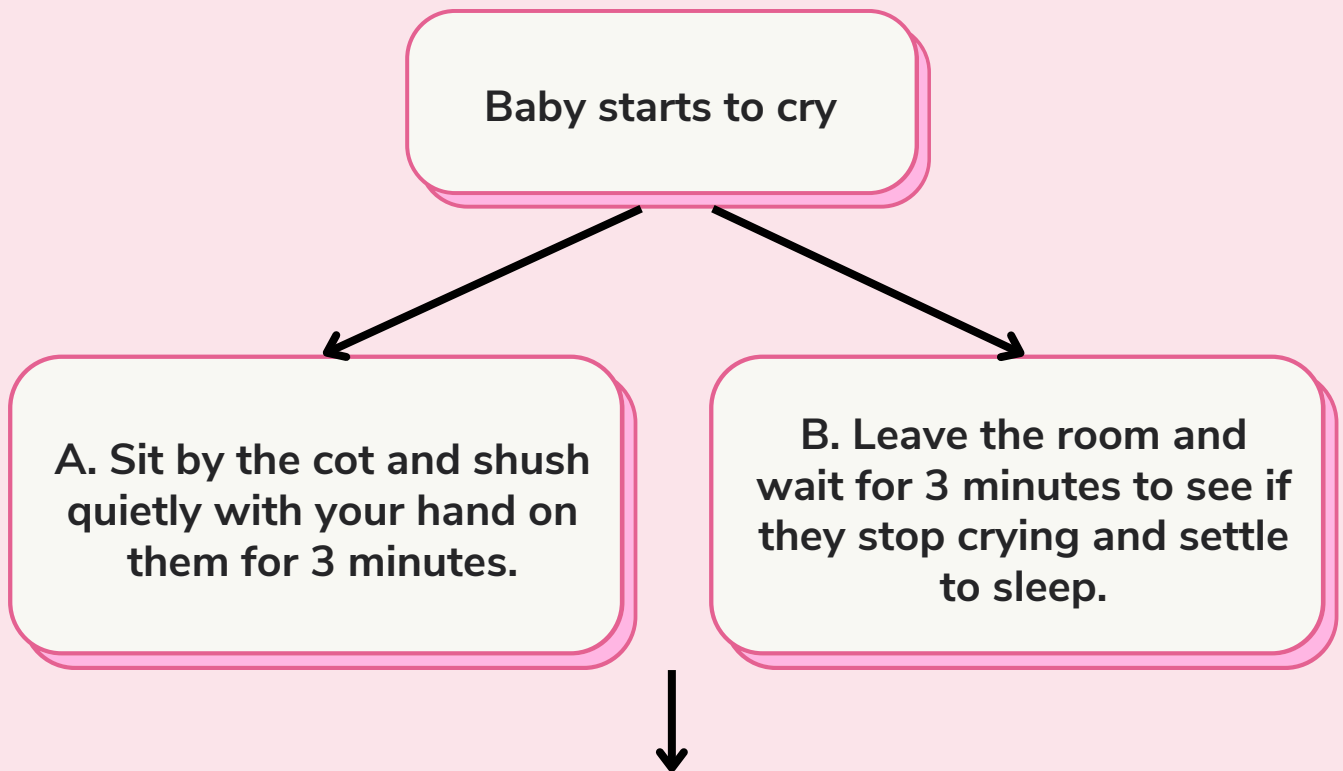 Baby starts to cry
A. Sit by the cot and shush
quietly with your hand on
them for 3 minutes.
B. Leave the room and
wait for 3 minutes to see if
they stop crying and settle
to sleep.